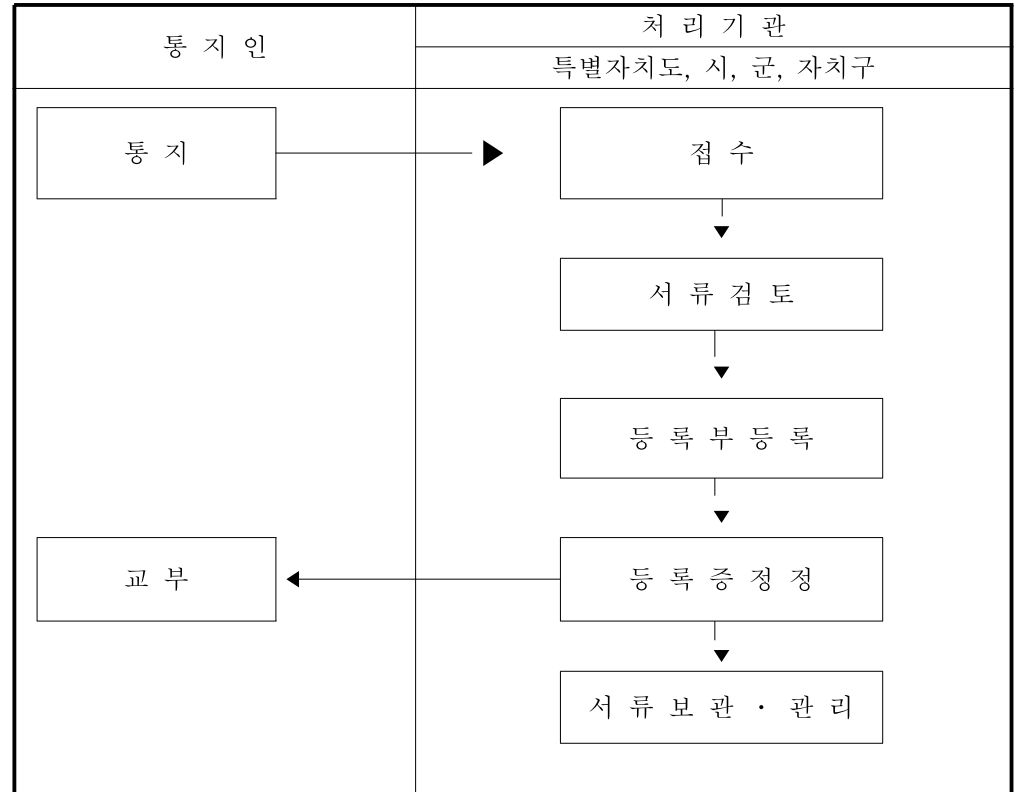 통 지 인
처 리 기 관
특별자치도, 시, 군, 자치구
통 지
접 수
서 류 검 토
등 록 부 등 록
교 부
등 록 증 정 정
서 류 보 관 · 관 리